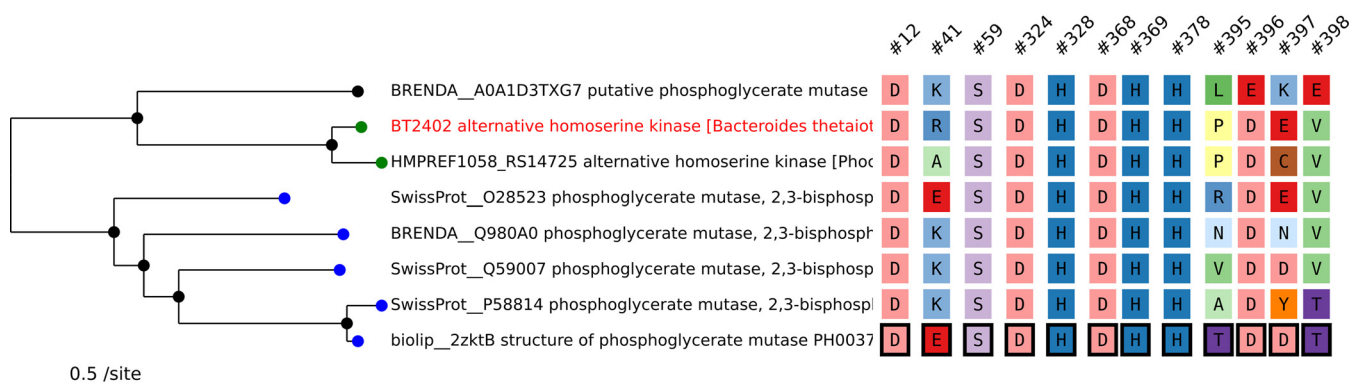 #12 #41 #59 #324 #328 #368 #369 #378 #395 #396 #397 #398
BRENDA__A0A1D3TXG7 putative phosphoglycerate mutase D K S D H D H H L E K E
BT2402 alternative homoserine kinase [Bacteroides thetaiot D R S D H D H H P D E V
HMPREF1058_RS14725 alternative homoserine kinase [Phoc D A S D H D H H P D C V
SwissProt__O28523 phosphoglycerate mutase, 2,3-bisphosp D E S D H D H H R D E V
BRENDA__Q980A0 phosphoglycerate mutase, 2,3-bisphosph D K S D H D H H N D N V
SwissProt__Q59007 phosphoglycerate mutase, 2,3-bisphosp D K S D H D H H V D D V
SwissProt__P58814 phosphoglycerate mutase, 2,3-bisphosp D K S D H D H H A D Y T
biolip__2zktB structure of phosphoglycerate mutase PH0037 D E S D H D H H T D D T
0.5 /site